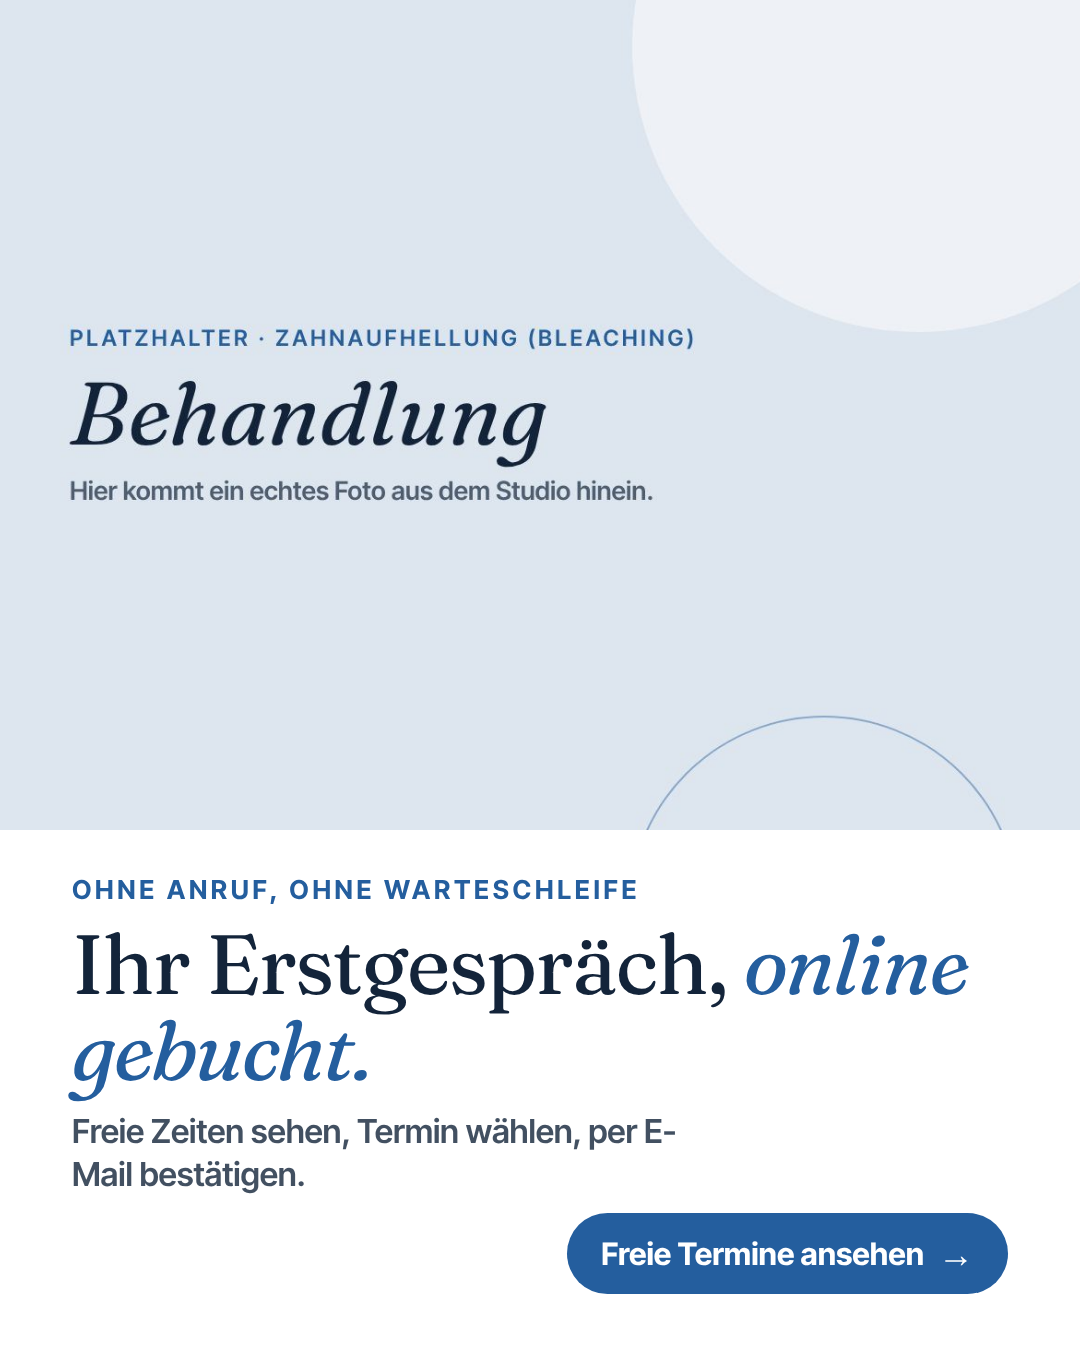 PLATZHALTER · ZAHNAUFHELLUNG (BLEACHING)
Behandlung
Hier kommt ein echtes Foto aus dem Studio hinein.
OHNE ANRUF, OHNE WARTESCHLEIFE
Ihr Erstgespräch, online
gebucht.
Freie Zeiten sehen, Termin wählen, per E-
Mail bestätigen.
Freie Termine ansehen →